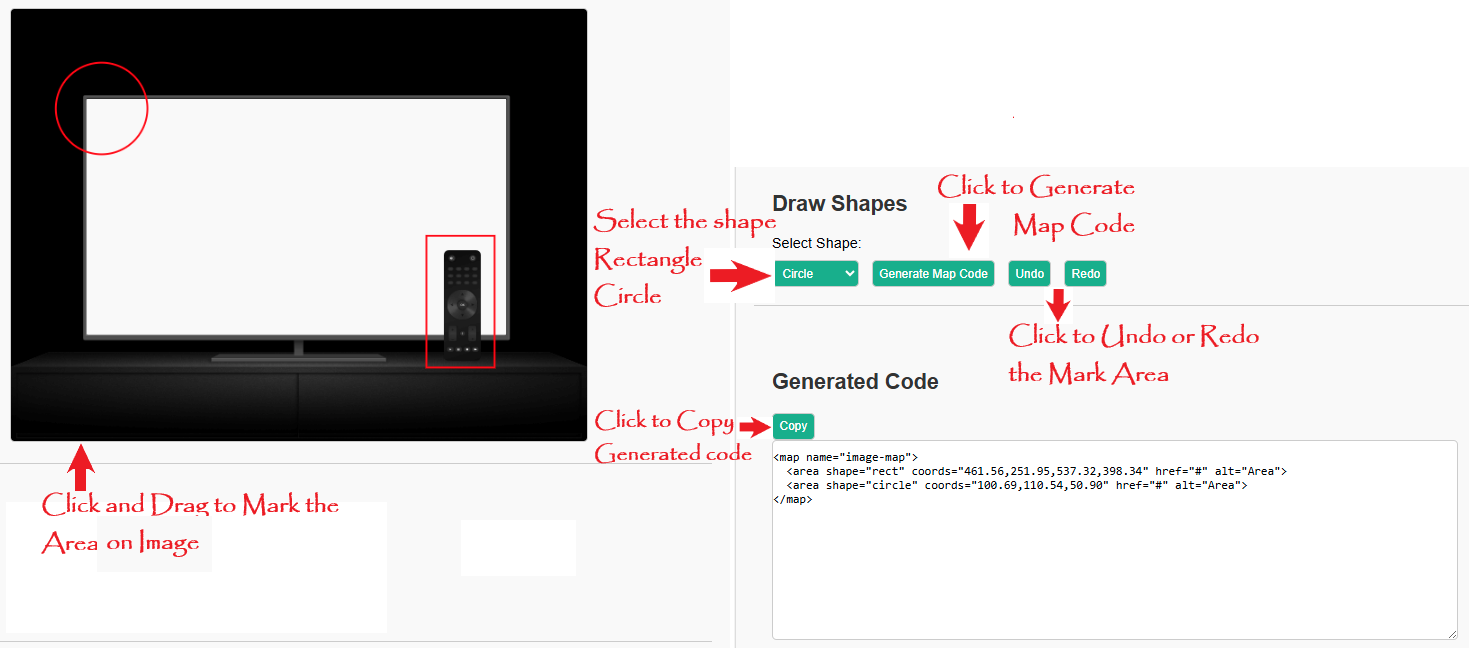 Click to Generate
Map Code
Draw Shapes
Select the shape
Rectangle
Circle
Select Shape:
Circle
Generate Map Code
Undo
Redo
Click to Undo or Redo
the Mark Area
Generated Code
Click to Copy
Generated code
Copy
<map name="image-map">
<area shape="rect" coords="461.56,251.95,537.32,398.34" href="#" alt="Area">
<area shape="circle" coords="100.69,110.54,50.90" href="#" alt="Area">
</map>
Click and Drag to Mark the
Area on Image